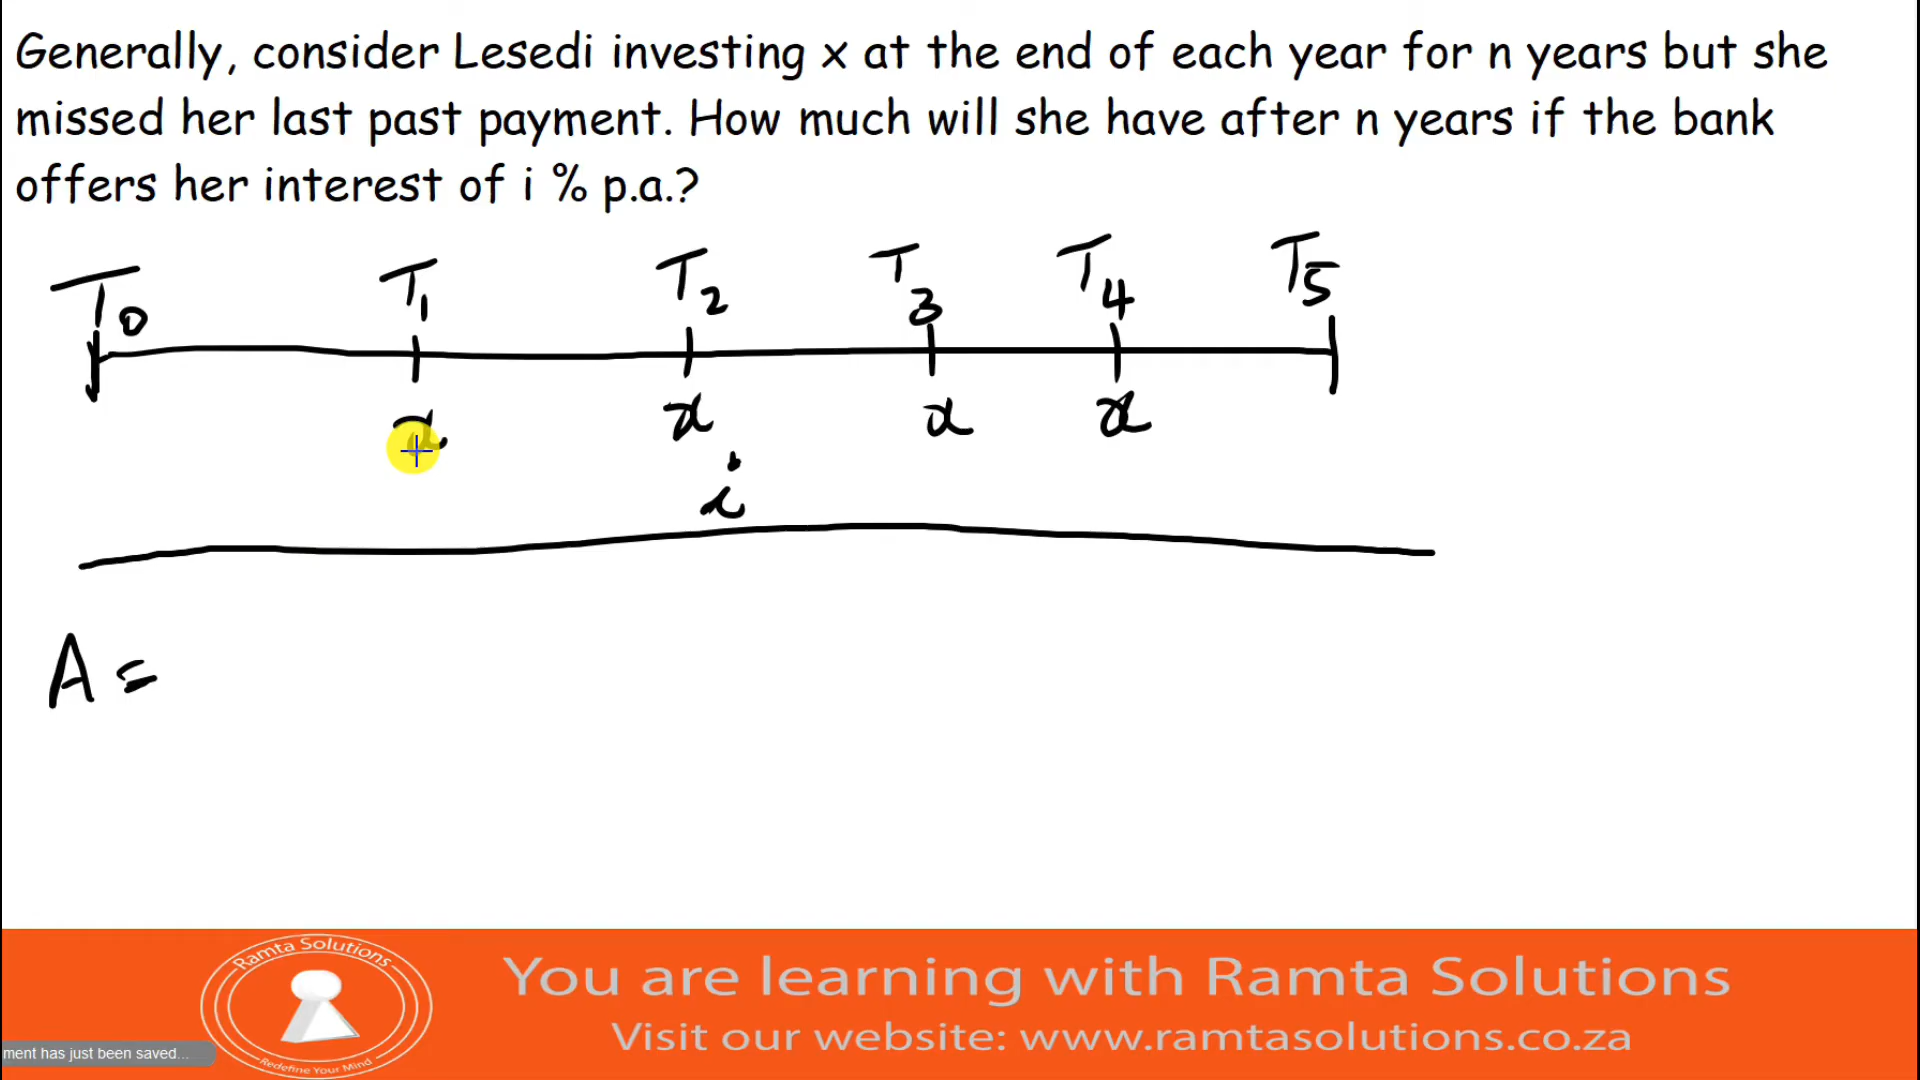 Generally, consider Lesedi investing x at the end of each year for n years but she
missed her last past payment. How much will she have after n years if the bank
offers her interest of i % p.a.?
T0 T1 T2 T3 T4 T5
x x x x
i
A =
Ramta Solutions
Redefine Your Mind
You are learning with Ramta Solutions
Visit our website: www.ramtasolutions.co.za
ment has just been saved...